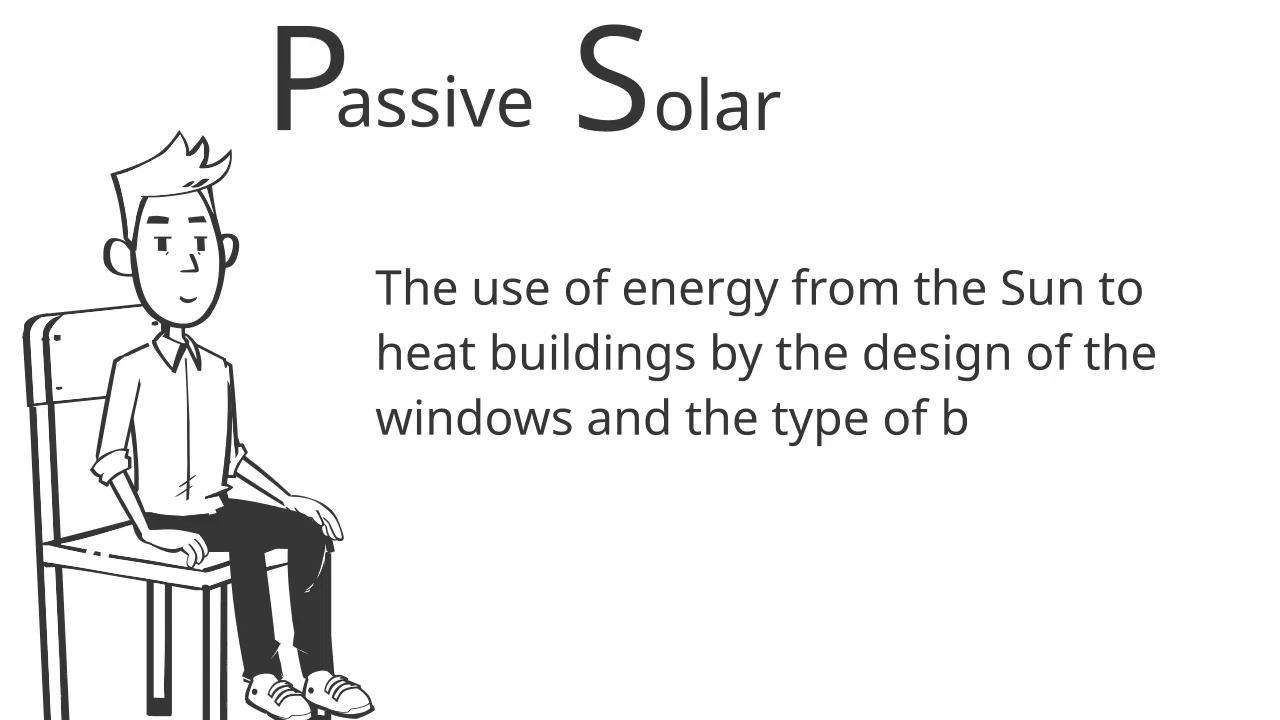 Passive Solar
The use of energy from the Sun to
heat buildings by the design of the
windows and the type of b